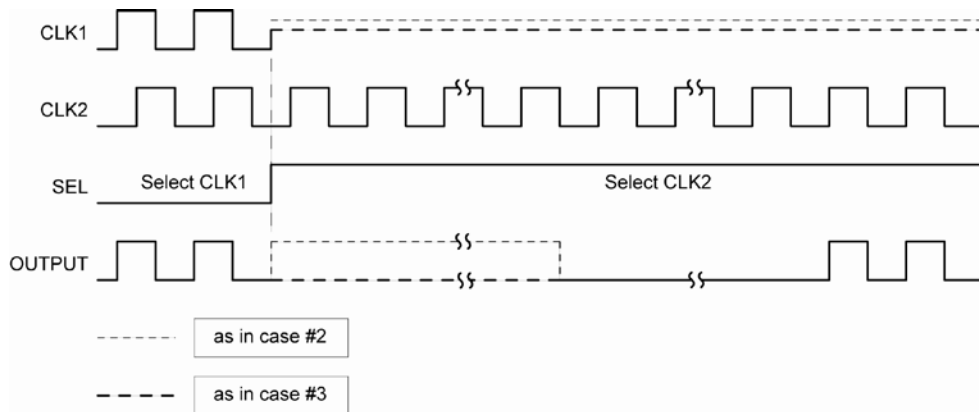 CLK1
CLK2
SEL
Select CLK1
Select CLK2
OUTPUT
as in case #2
as in case #3